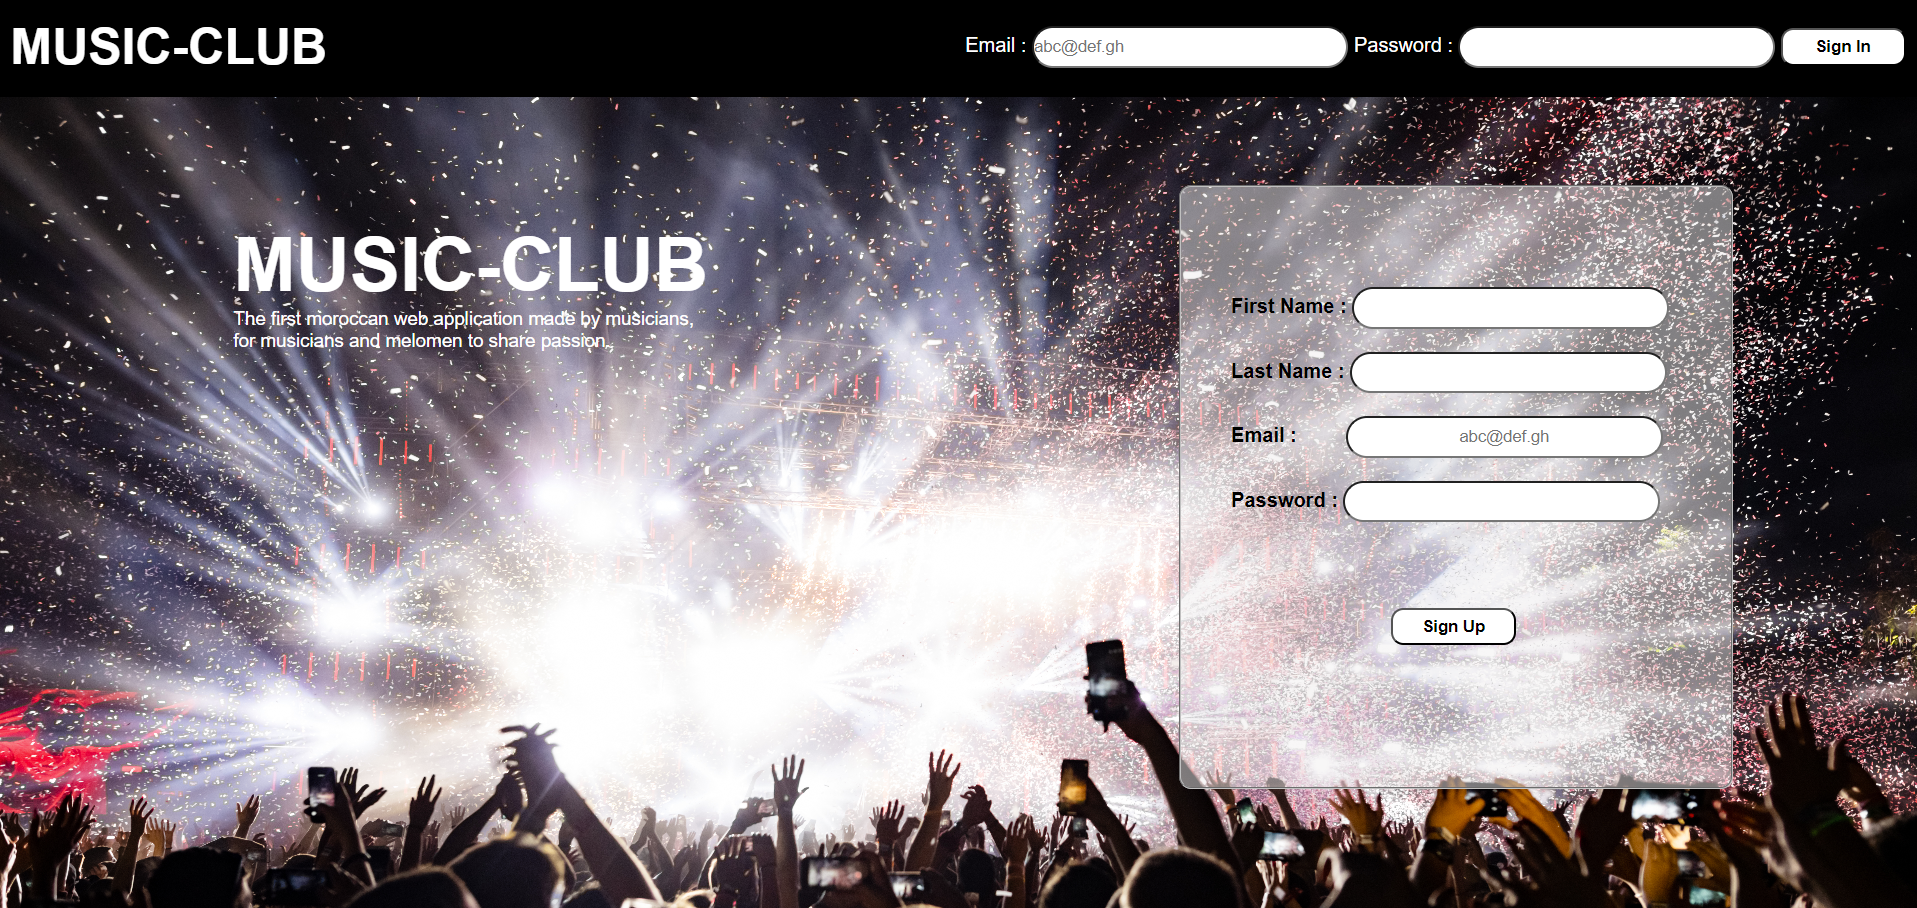 MUSIC-CLUB
Email : abc@def.gh Password : Sign In
MUSIC-CLUB
The first moroccan web application made by musicians,
for musicians and melomen to share passion.
First Name :
Last Name :
Email : abc@def.gh
Password :
Sign Up